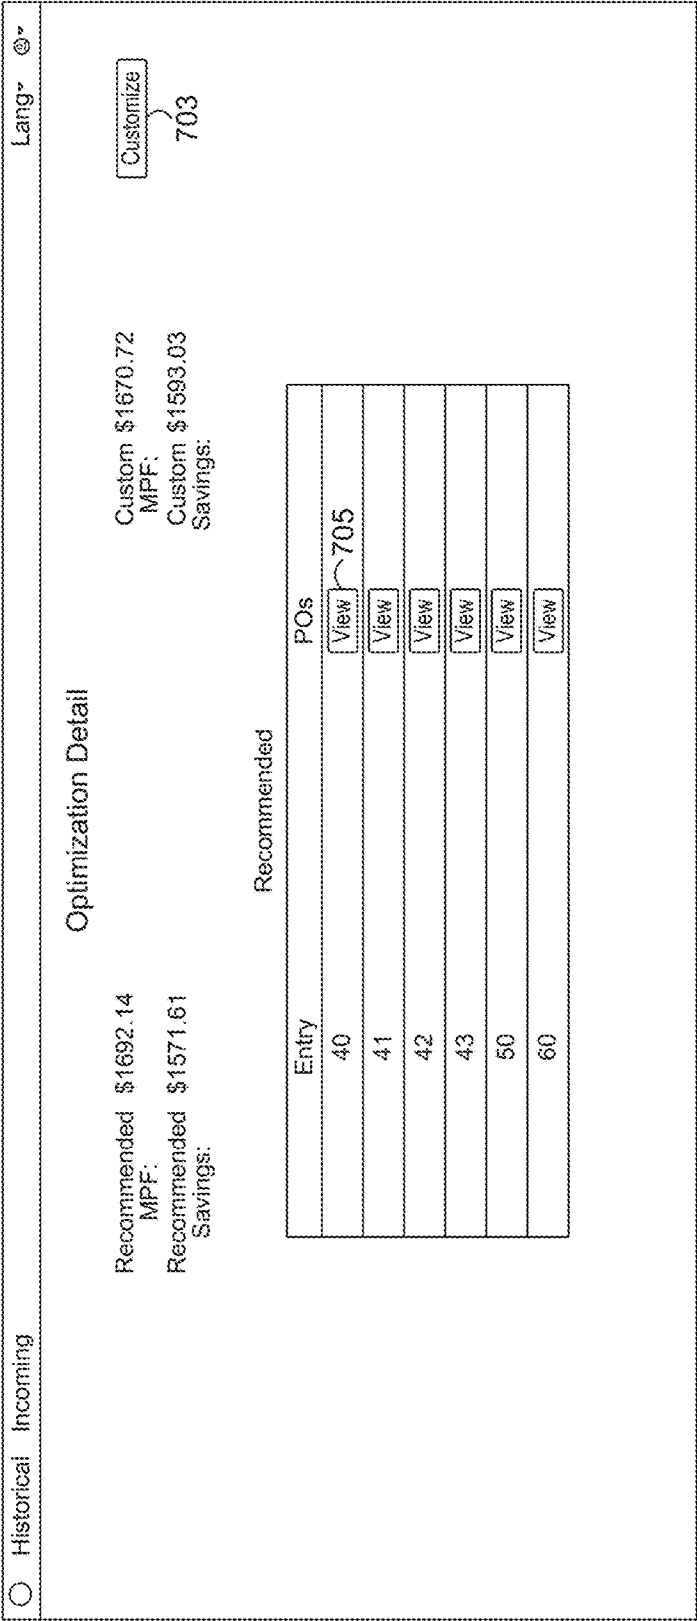 Historical Incoming Lang
Optimization Detail
Recommended $1692.14
MPF:
Recommended $1571.61
Savings:
Custom $1670.72
MPF:
Custom $1593.03
Savings:
Customize
703
Recommended
Entry POs
40 View 705
41 View
42 View
43 View
50 View
60 View